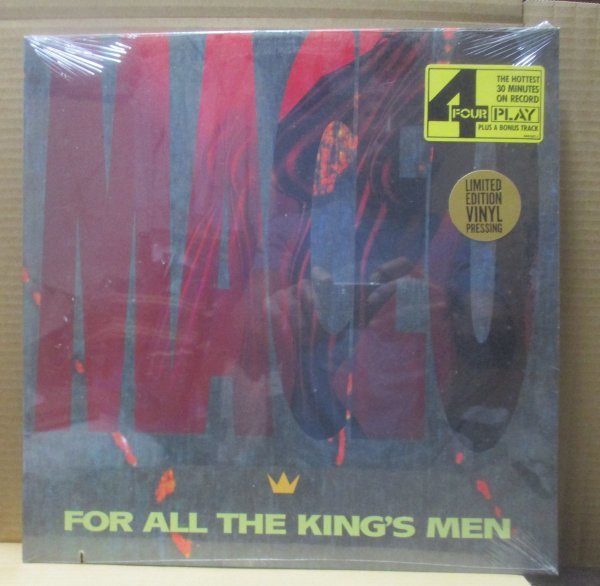 MACEO
4
FOUR PLAY
THE HOTTEST
30 MINUTES
ON RECORD
PLUS A BONUS TRACK
LIMITED
EDITION
VINYL
PRESSING
FOR ALL THE KING'S MEN